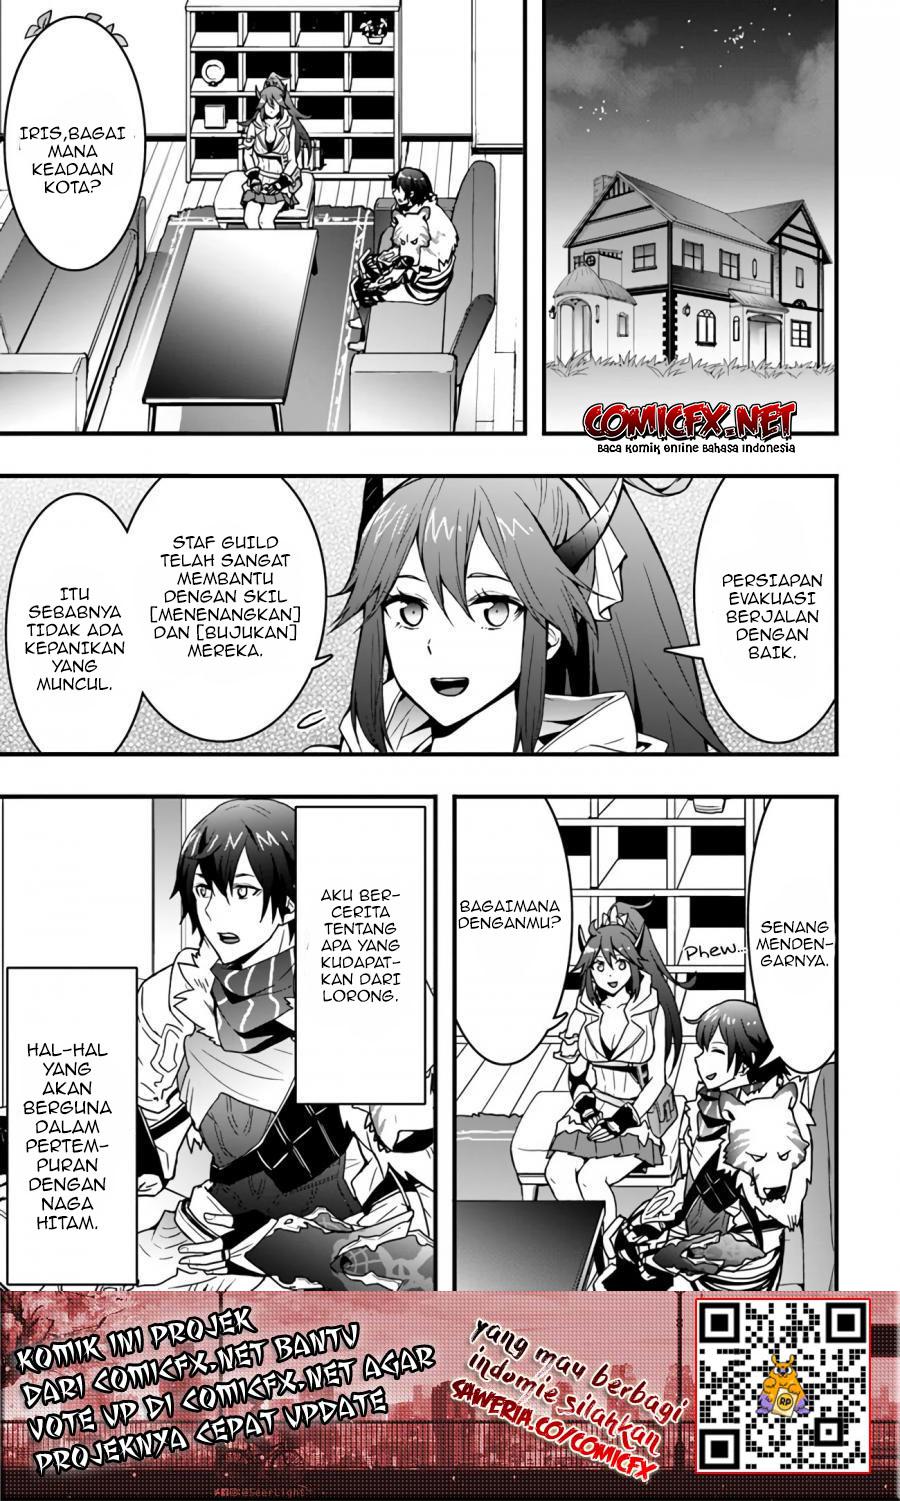 IRIS,BAGAI
MANA
KEADAAN
KOTA?
COMICFX.NET
BACA KOMIK ONLINE BAHASA INDONESIA
PERSIAPAN
EVAKUASI
BERJALAN
DENGAN
BAIK.
STAF GUILD
TELAH SANGAT
MEMBANTU
DENGAN SKIL
[MENENANGKAN]
DAN [BUJUKAN]
MEREKA.
ITU
SEBABNYA
TIDAK ADA
KEPANIKAN
YANG
MUNCUL.
SENANG
MENDEN-
GARNYA.
Phew...
BAGAIMANA
DENGANMU?
AKU BER-
CERITA
TENTANG
APA YANG
KUDAPAT-
KAN DARI
LORONG.
HAL-HAL
YANG
AKAN
BERGUNA
DALAM
PERTEM-
PURAN
DENGAN
NAGA
HITAM.
KOMIK INI PROJEK
DARI COMICFX.NET BANTU
VOTE UP DI COMICFX.NET AGAR
PROJEKNYA CEPAT UPDATE
yang mau berbagi
indomie silahkan
SAWERIA.CO/COMICFX
RP